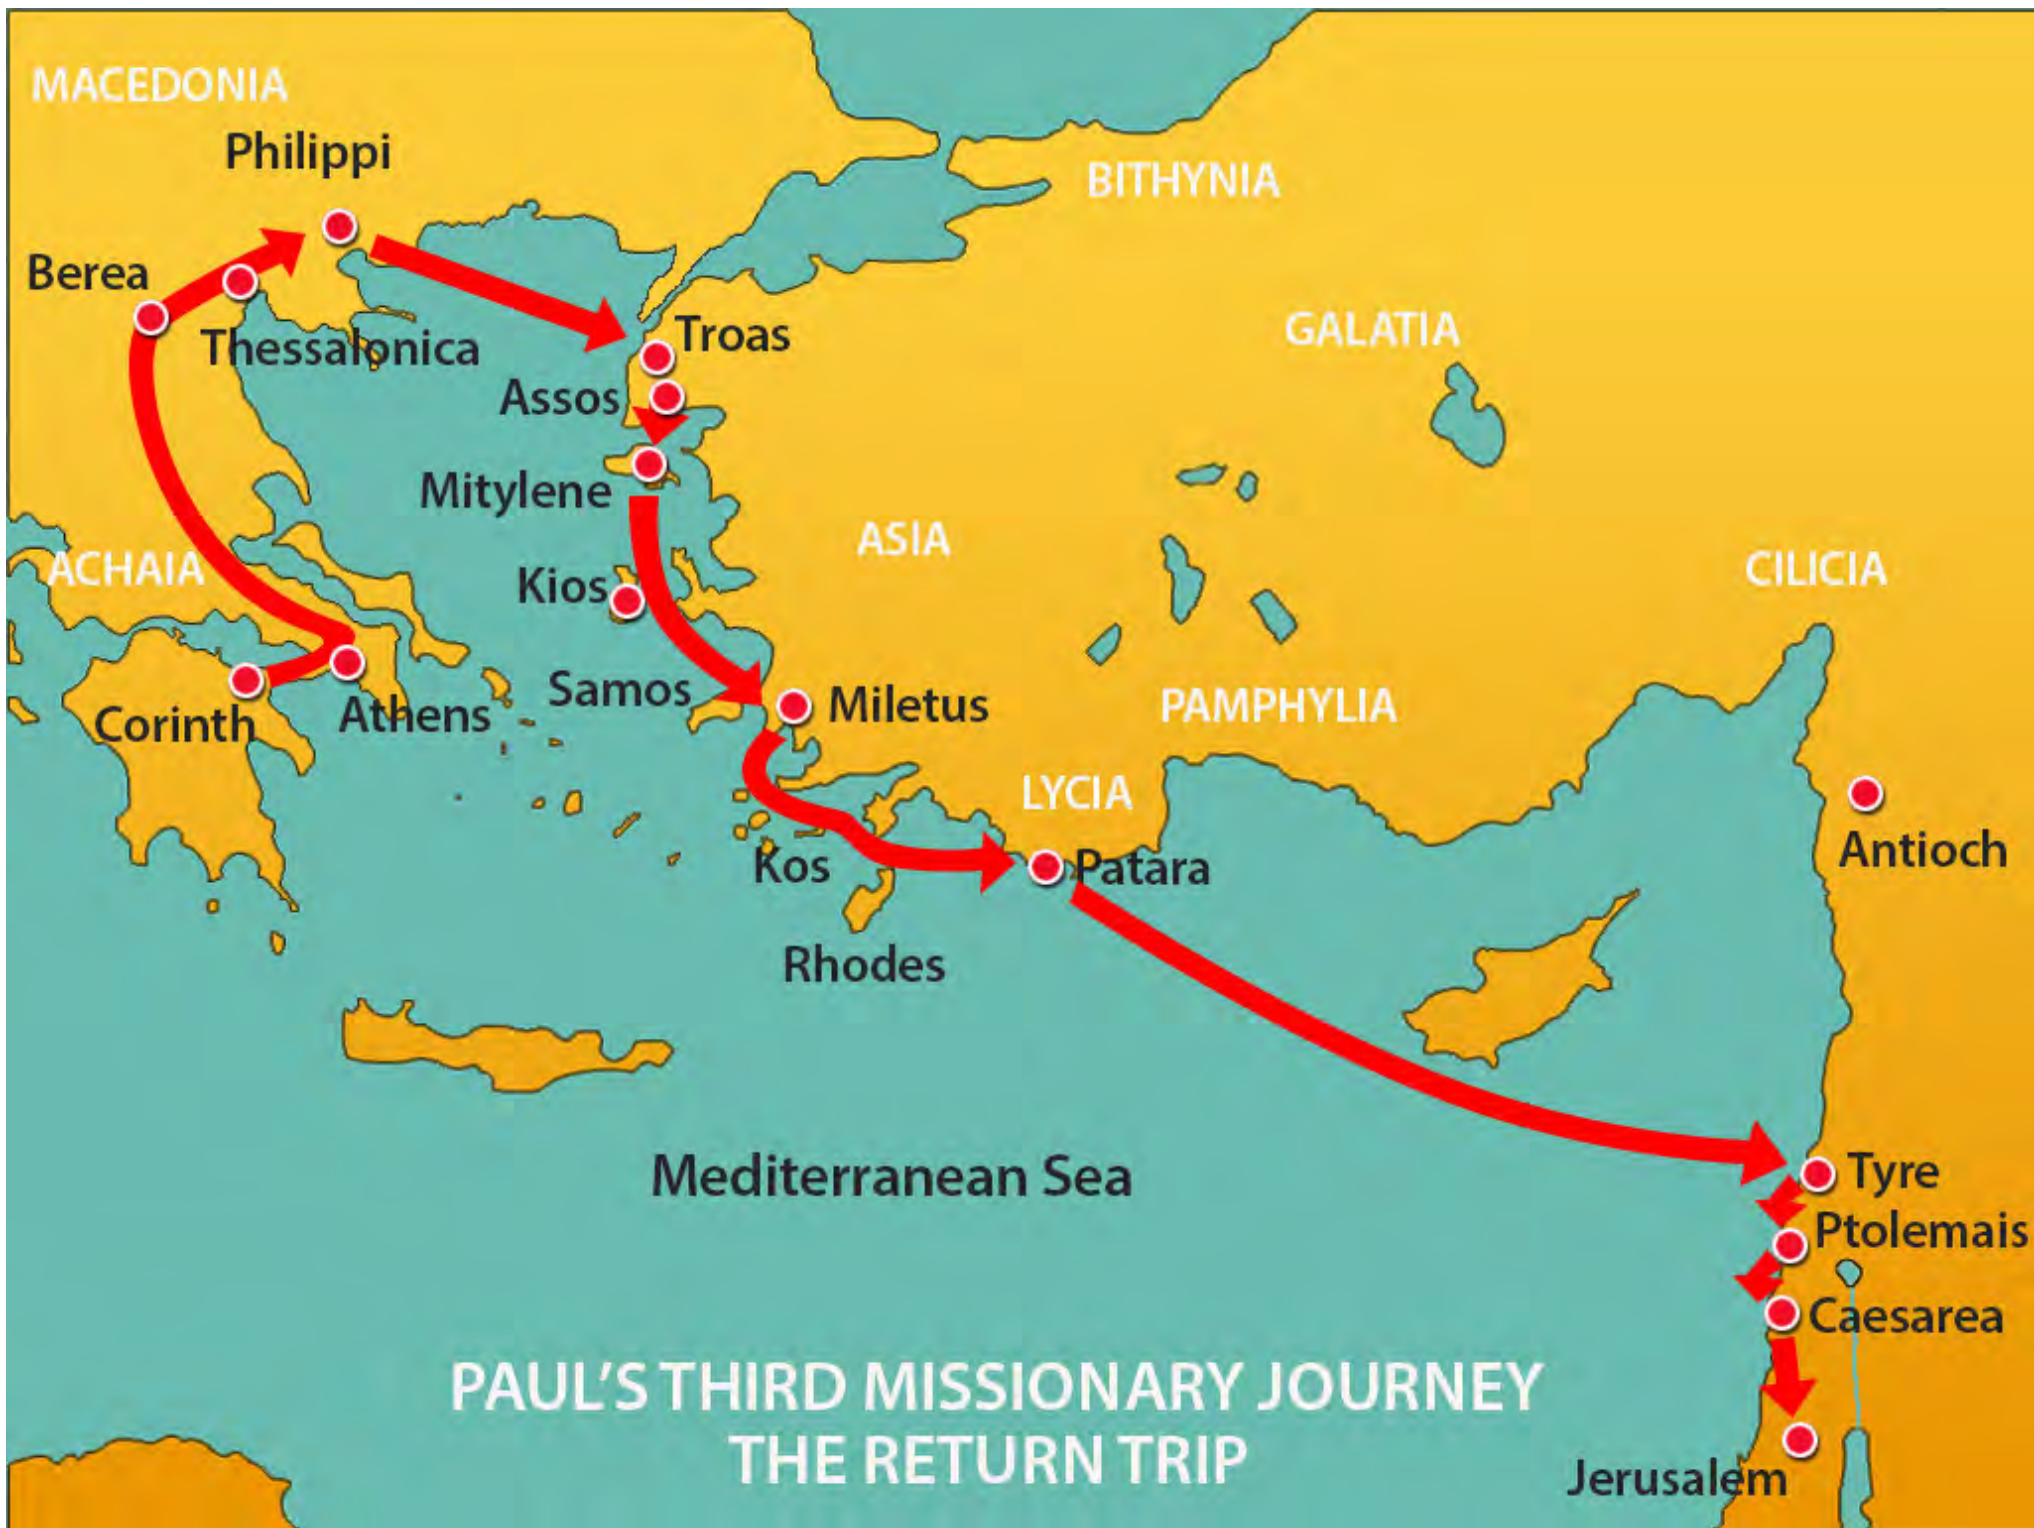 MACEDONIA
Philippi
BITHYNIA
Berea
Thessalonica
Troas
GALATIA
Assos
Mitylene
ASIA
ACHAIA
Kios
CILICIA
Samos
Miletus
PAMPHYLIA
Corinth
Athens
LYCIA
Antioch
Kos
Patara
Rhodes
Mediterranean Sea
Tyre
Ptolemais
Caesarea
PAUL'S THIRD MISSIONARY JOURNEY
THE RETURN TRIP
Jerusalem